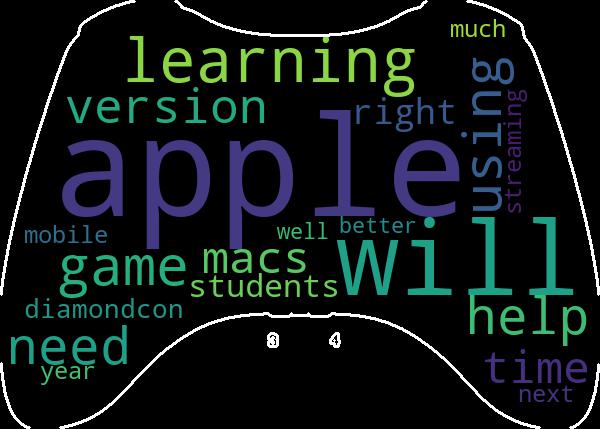 much
learning
version
right
using
streaming
apple
mobile
well
better
will
game
macs
students
diamondcon
help
need
3 4
year
time
next